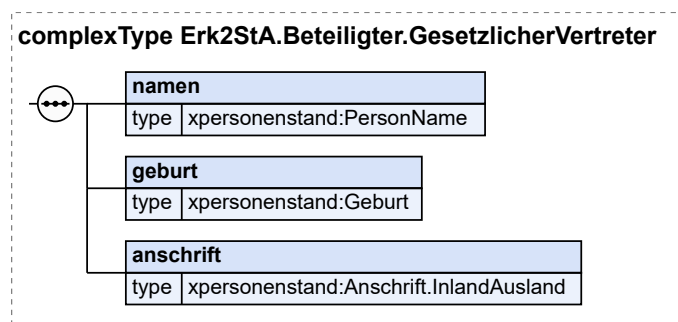 complexType Erk2StA.Beteiligter.GesetzlicherVertreter
namen
type xpersonenstand:PersonName
geburt
type xpersonenstand:Geburt
anschrift
type xpersonenstand:Anschrift.InlandAusland